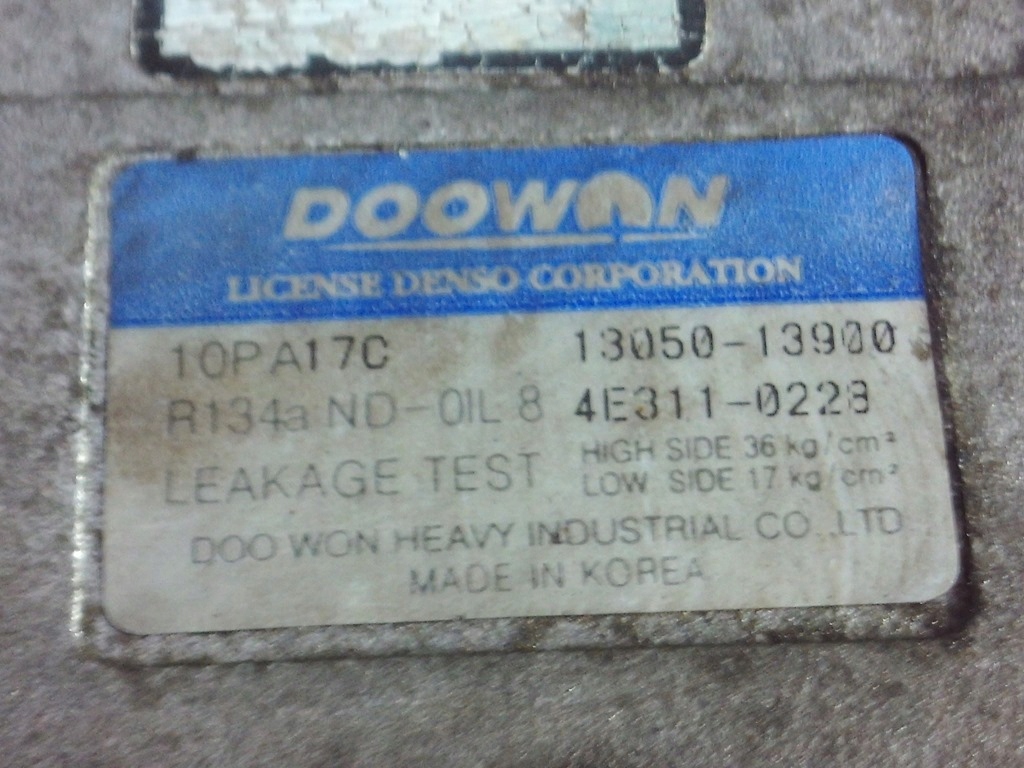 DOOWON
LICENSE DENSO CORPORATION
10PA17C 13050-13900
R134a ND-OIL 8 4E311-0228
LEAKAGE TEST HIGH SIDE 36 kg/cm²
LOW SIDE 17 kg/cm²
DOO WON HEAVY INDUSTRIAL CO.,LTD
MADE IN KOREA